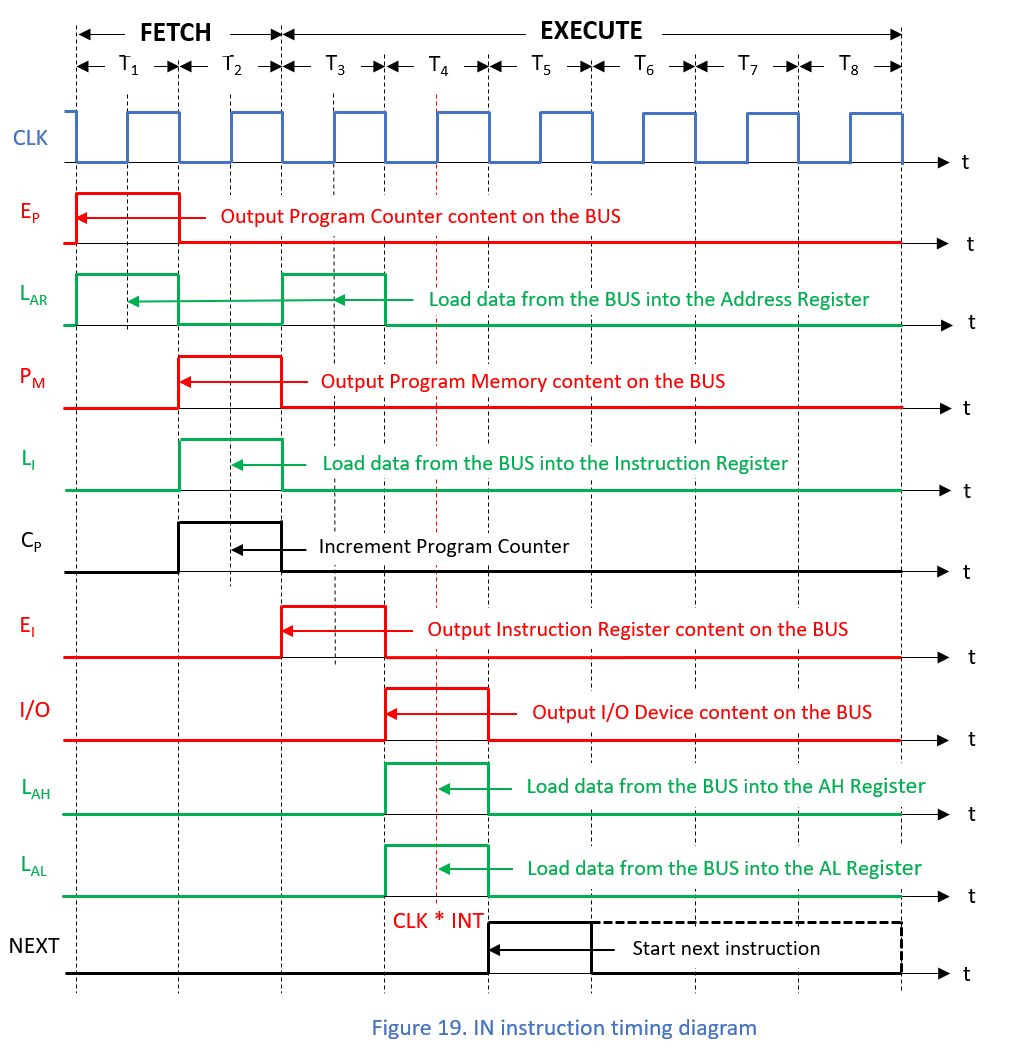 FETCH EXECUTE
T1 T2 T3 T4 T5 T6 T7 T8
CLK t
EP Output Program Counter content on the BUS t
LAR Load data from the BUS into the Address Register t
PM Output Program Memory content on the BUS t
LI Load data from the BUS into the Instruction Register t
CP Increment Program Counter t
EI Output Instruction Register content on the BUS t
I/O Output I/O Device content on the BUS t
LAH Load data from the BUS into the AH Register t
LAL Load data from the BUS into the AL Register t
CLK * INT
NEXT Start next instruction t
Figure 19. IN instruction timing diagram